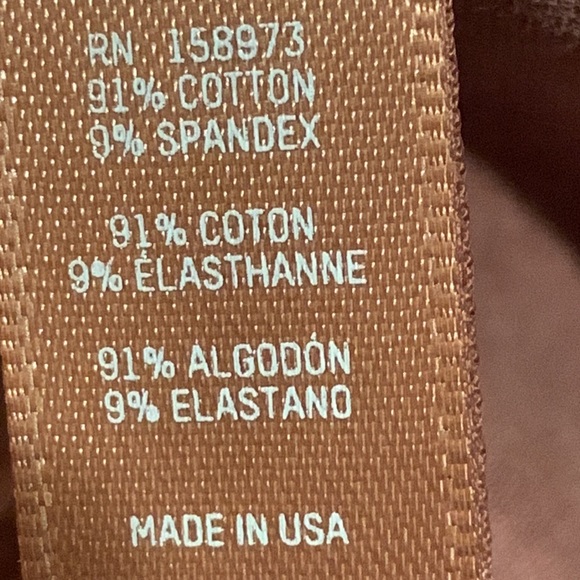 RN 158973
91% COTTON
9% SPANDEX
91% COTON
9% ÉLASTHANNE
91% ALGODÓN
9% ELASTANO
MADE IN USA